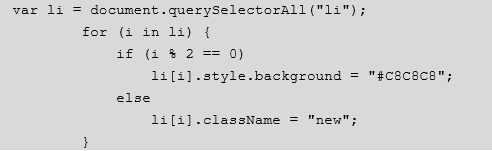 var li = document.querySelectorAll("li");
for (i in li) {
if (i % 2 == 0)
li[i].style.background = "#C8C8C8";
else
li[i].className = "new";
}